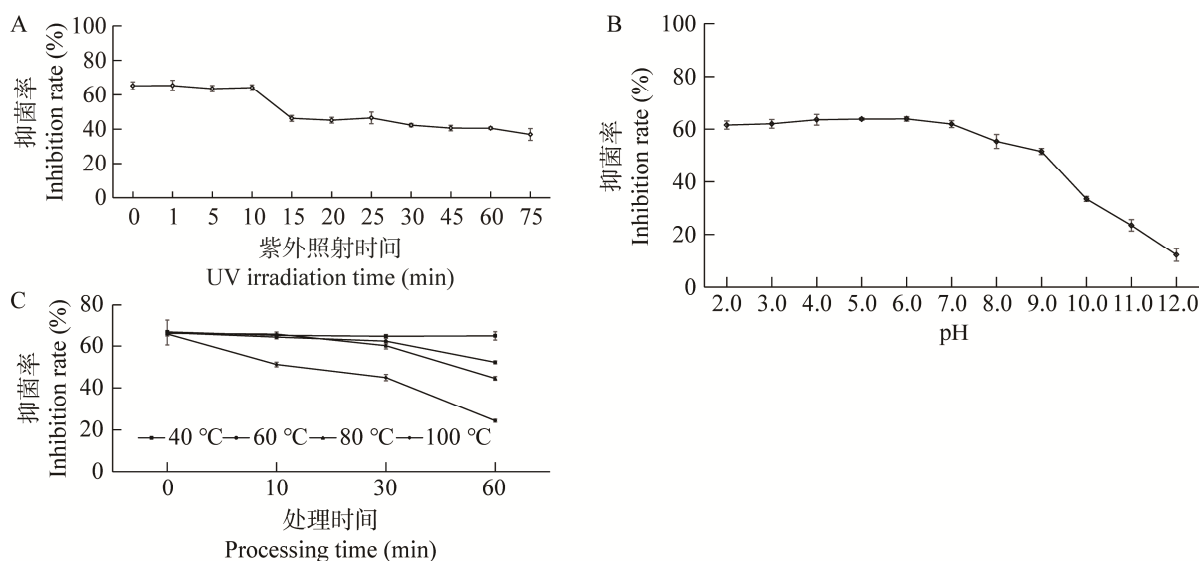 A
抑菌率
Inhibition rate (%)
100
80
60
40
20
0
0 1 5 10 15 20 25 30 45 60 75
紫外照射时间
UV irradiation time (min)
B
抑菌率
Inhibition rate (%)
100
80
60
40
20
0
2.0 3.0 4.0 5.0 6.0 7.0 8.0 9.0 10.0 11.0 12.0
pH
C
抑菌率
Inhibition rate (%)
80
60
40
20
0
40 ℃ 60 ℃ 80 ℃ 100 ℃
0 10 30 60
处理时间
Processing time (min)